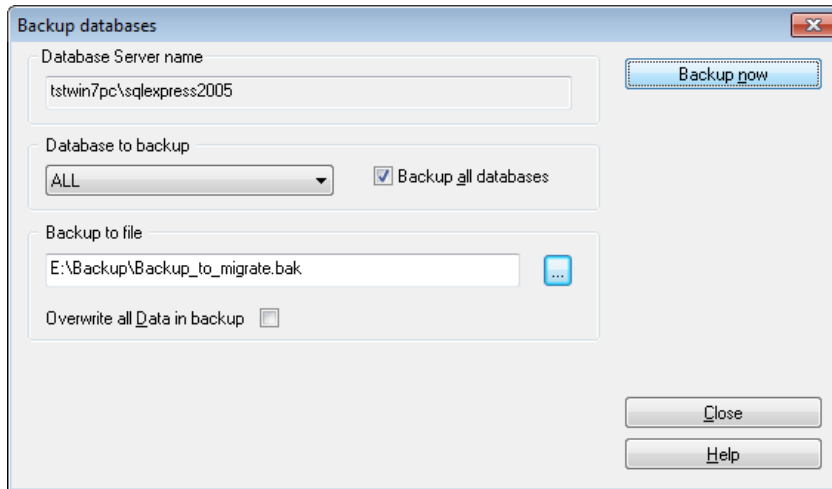 Backup databases
Database Server name
tstwin7pc\sqlexpress2005
Backup now
Database to backup
ALL
Backup all databases
Backup to file
E:\Backup\Backup_to_migrate.bak
...
Overwrite all Data in backup
Close
Help